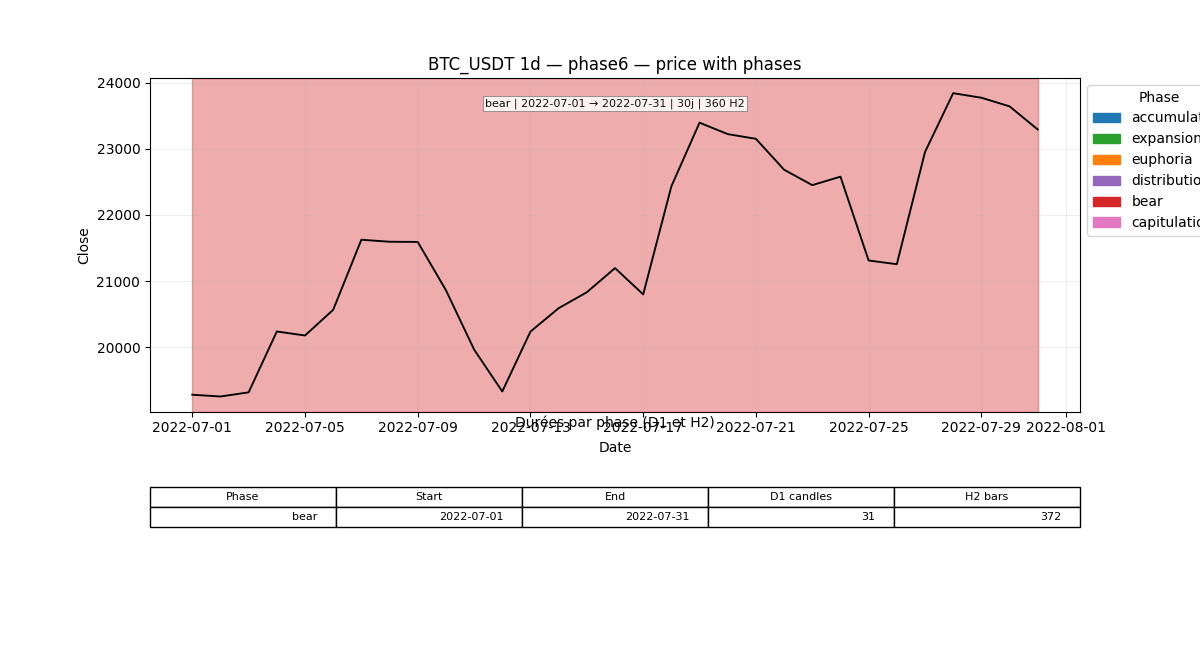 BTC_USDT 1d — phase6 — price with phases
24000
23000
22000
21000
20000
Close
bear | 2022-07-01 → 2022-07-31 | 30j | 360 H2
Phase
accumulat
expansion
euphoria
distributio
bear
capitulatio
2022-07-01 2022-07-05 2022-07-09 2022-07-13 2022-07-17 2022-07-21 2022-07-25 2022-07-29 2022-08-01
Durées par phase (D1 et H2)
Date
Phase Start End D1 candles H2 bars
bear 2022-07-01 2022-07-31 31 372